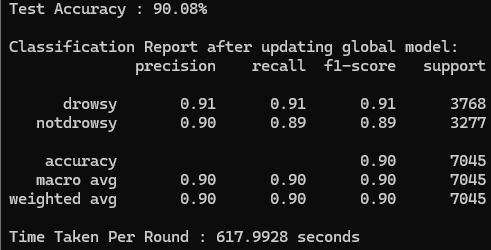 Test Accuracy : 90.08%
Classification Report after updating global model:
precision recall f1-score support
drowsy 0.91 0.91 0.91 3768
notdrowsy 0.90 0.89 0.89 3277
accuracy 0.90 7045
macro avg 0.90 0.90 0.90 7045
weighted avg 0.90 0.90 0.90 7045
Time Taken Per Round : 617.9928 seconds